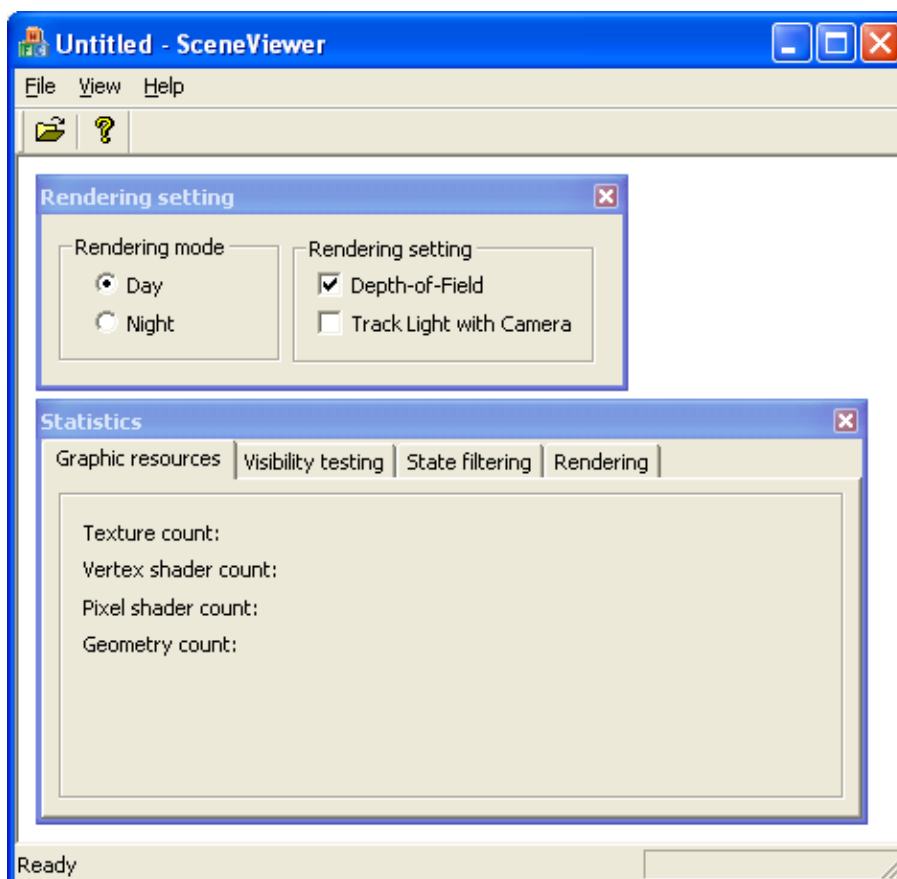 Untitled - SceneViewer
File View Help
Rendering setting
Rendering mode
Day
Night
Rendering setting
Depth-of-Field
Track Light with Camera
Statistics
Graphic resources Visibility testing State filtering Rendering
Texture count:
Vertex shader count:
Pixel shader count:
Geometry count:
Ready